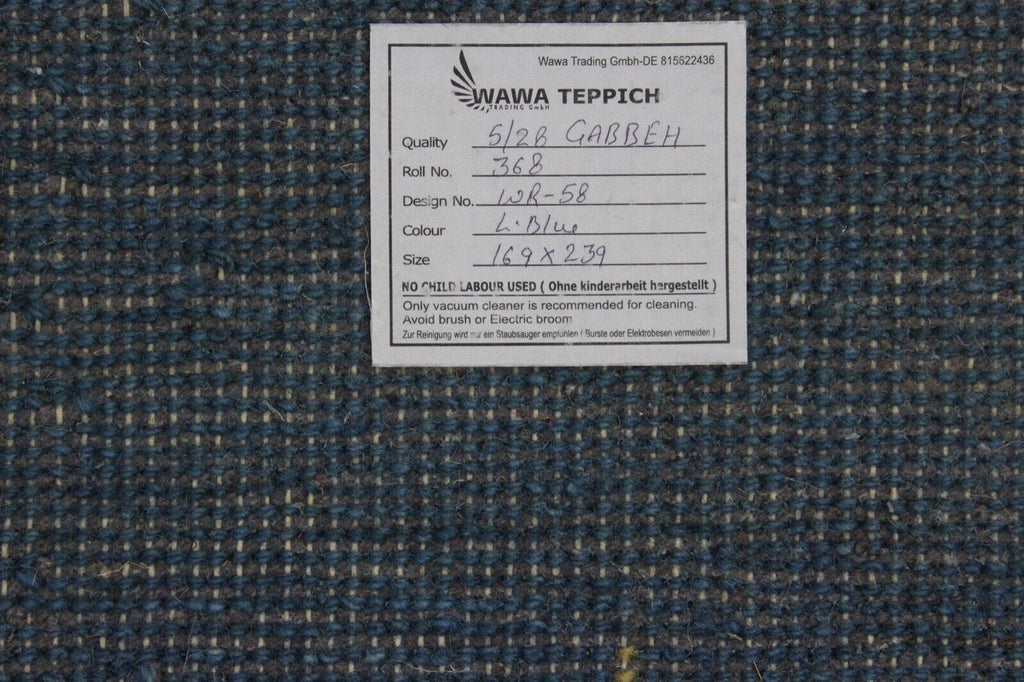 Wawa Trading Gmbh-DE 815622436
WAWA TEPPICH
TRADING GmbH
Quality 5/28 GABBEH
Roll No. 368
Design No. WR-58
Colour L.Blue
Size 169 x 239
NO CHILD LABOUR USED ( Ohne kinderarbeit hergestellt )
Only vacuum cleaner is recommended for cleaning.
Avoid brush or Electric broom
Zur Reinigung wird nur ein Staubsauger empfohlen ( Burste oder Elektrobesen vermeiden )